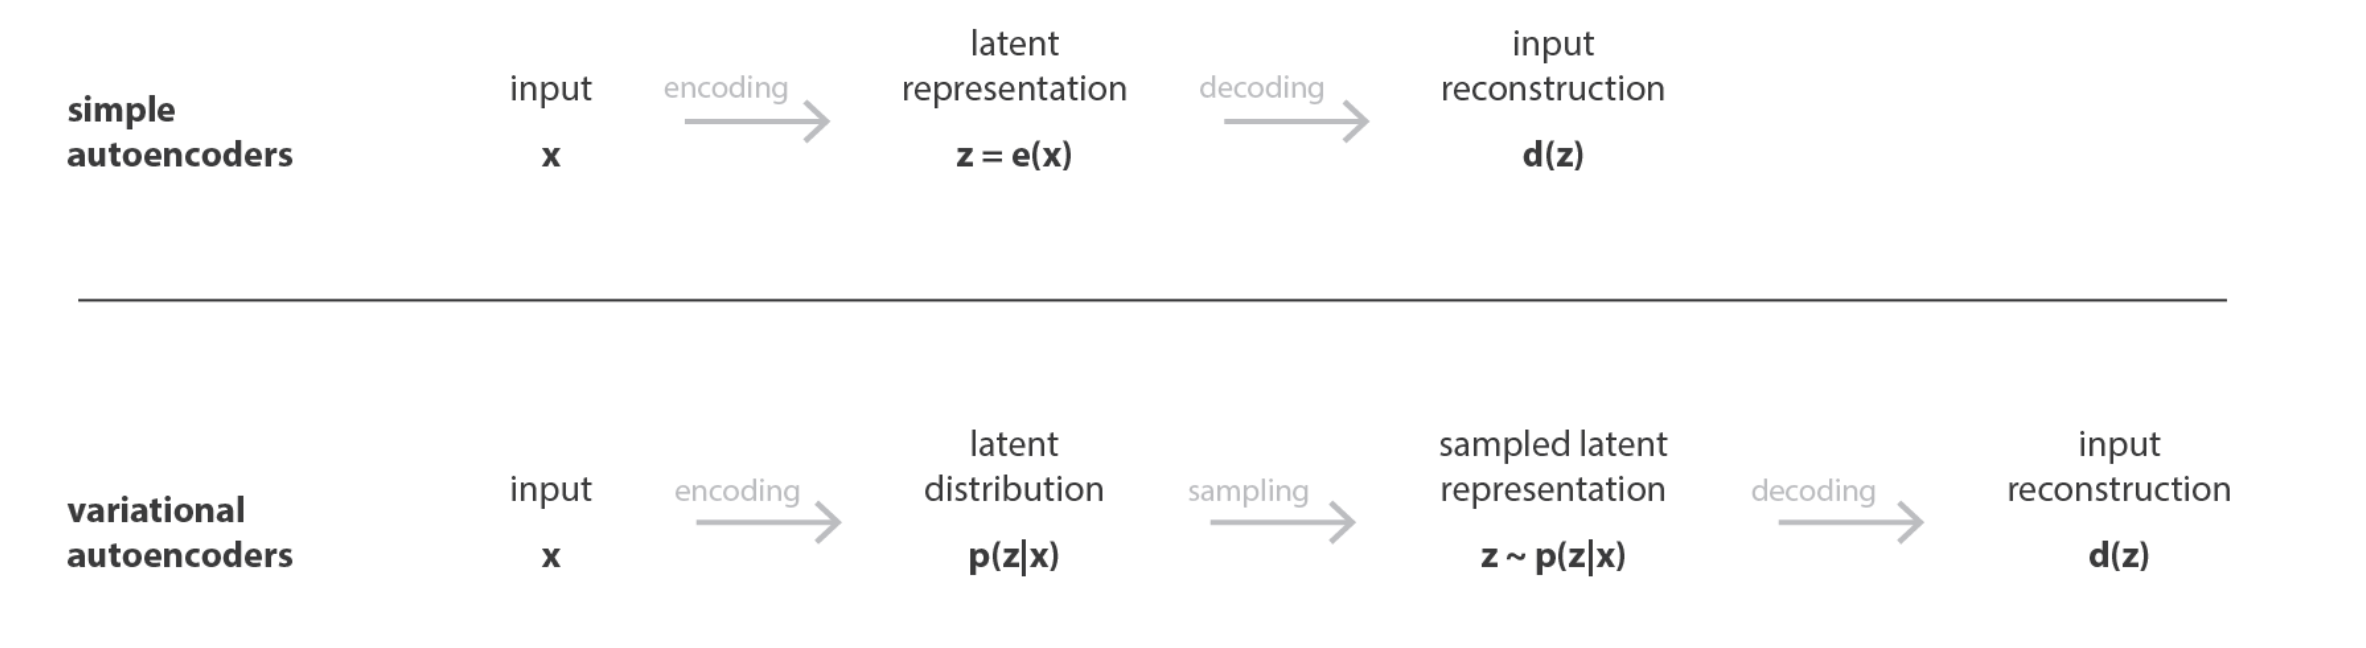 simple
autoencoders
input
x
encoding
latent
representation
z = e(x)
decoding
input
reconstruction
d(z)
variational
autoencoders
input
x
encoding
latent
distribution
p(z|x)
sampling
sampled latent
representation
z ~ p(z|x)
decoding
input
reconstruction
d(z)